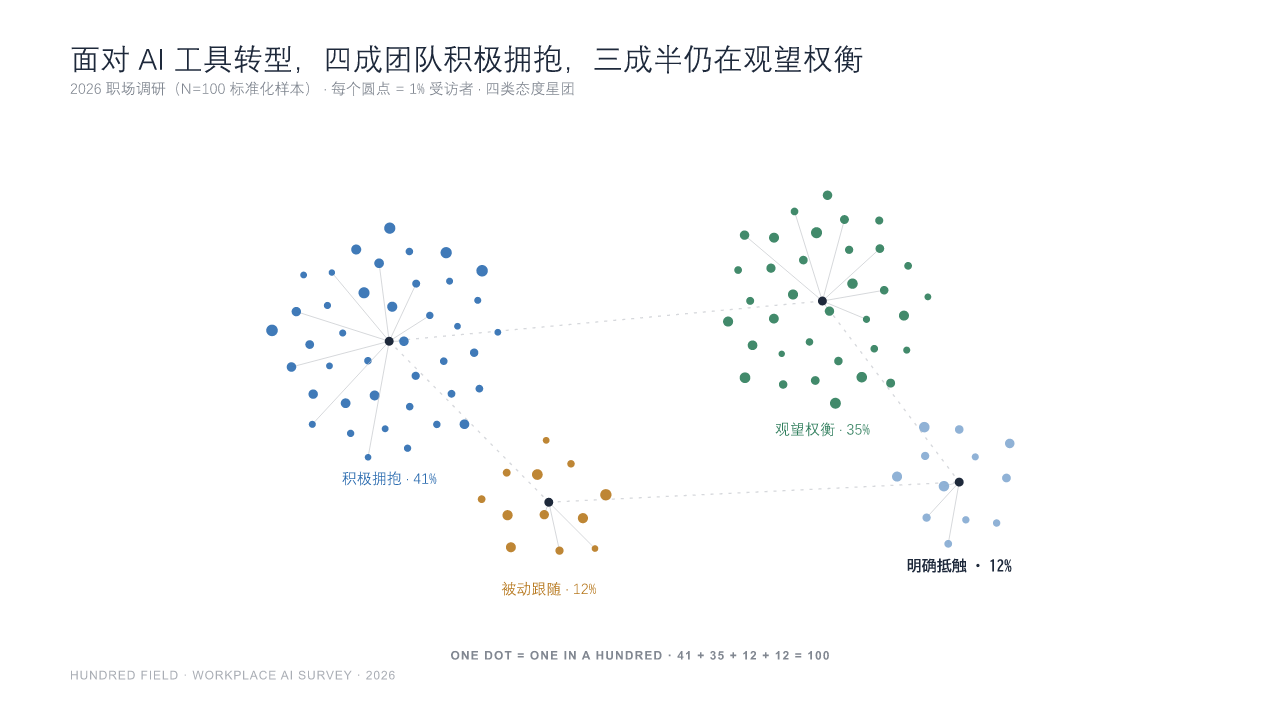 面对 AI 工具转型，四成团队积极拥抱，三成半仍在观望权衡
2026 职场调研（N=100 标准化样本） · 每个圆点 = 1% 受访者 · 四类态度星团
观望权衡 · 35%
积极拥抱 · 41%
明确抵触 · 12%
被动跟随 · 12%
ONE DOT = ONE IN A HUNDRED · 41 + 35 + 12 + 12 = 100
HUNDRED FIELD · WORKPLACE AI SURVEY · 2026